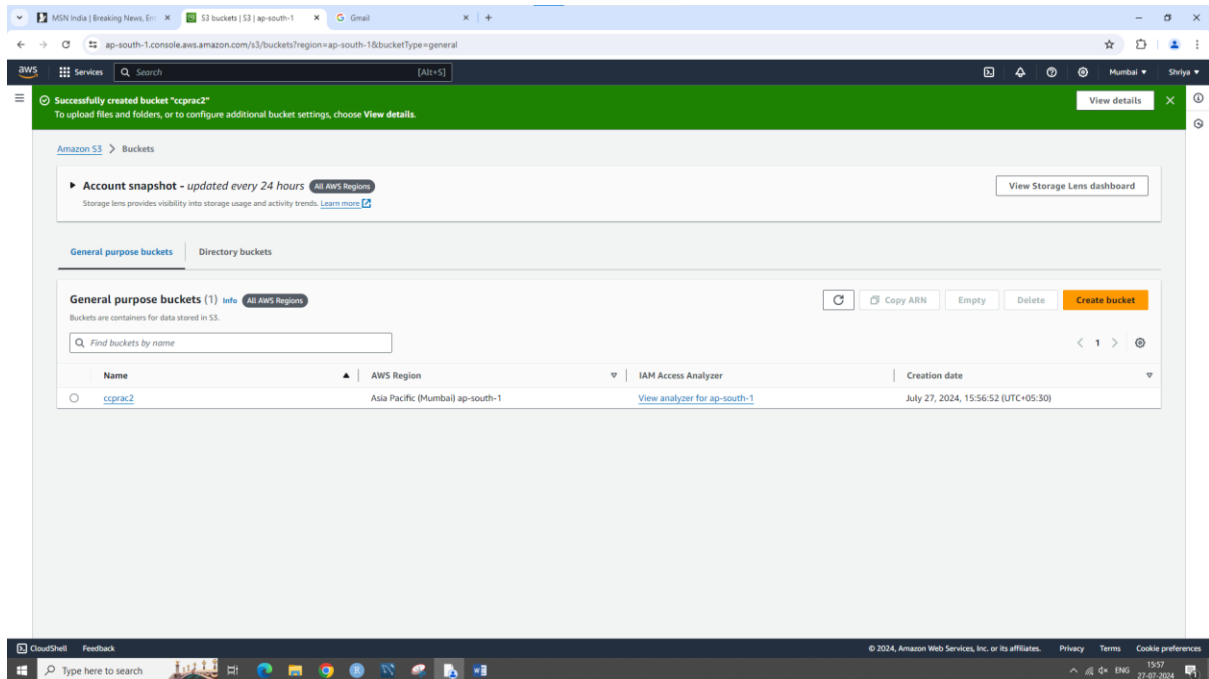 MSN India | Breaking News, Ent
S3 buckets | S3 | ap-south-1
Gmail
ap-south-1.console.aws.amazon.com/s3/buckets?region=ap-south-1&bucketType=general
aws
Services
Search
[Alt+S]
Mumbai
Shriya
Successfully created bucket "ccprac2"
To upload files and folders, or to configure additional bucket settings, choose View details.
View details
Amazon S3 > Buckets
Account snapshot - updated every 24 hours All AWS Regions
Storage lens provides visibility into storage usage and activity trends. Learn more
View Storage Lens dashboard
General purpose buckets
Directory buckets
General purpose buckets (1) Info All AWS Regions
Buckets are containers for data stored in S3.
Copy ARN
Empty
Delete
Create bucket
Find buckets by name
1
Name
AWS Region
IAM Access Analyzer
Creation date
ccprac2
Asia Pacific (Mumbai) ap-south-1
View analyzer for ap-south-1
July 27, 2024, 15:56:52 (UTC+05:30)
CloudShell
Feedback
© 2024, Amazon Web Services, Inc. or its affiliates.
Privacy
Terms
Cookie preferences
Type here to search
ENG
15:57
27-07-2024